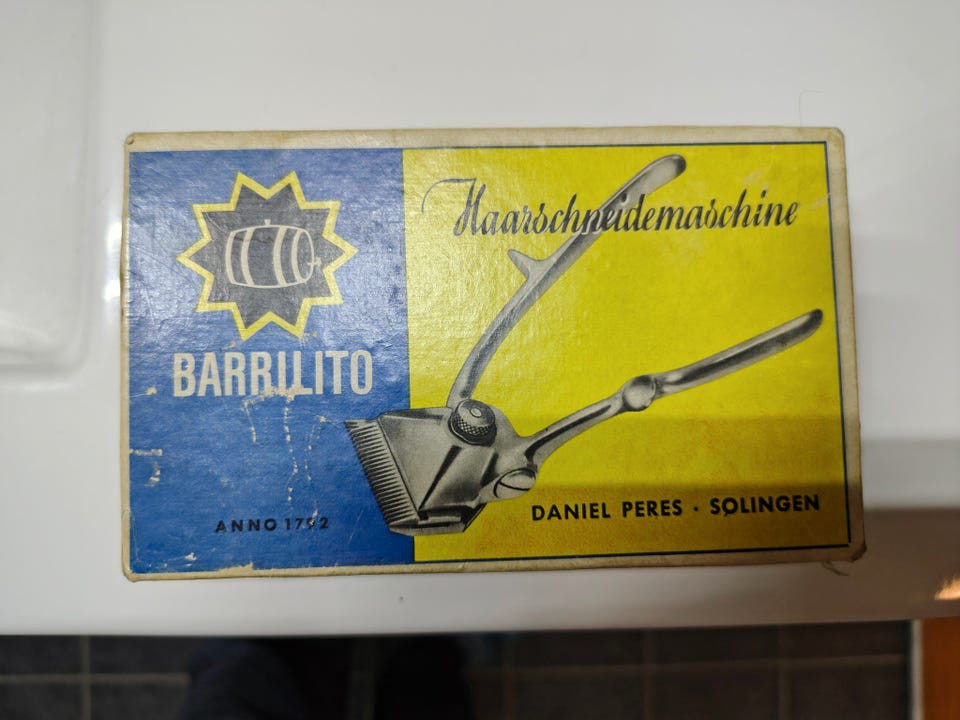 Haarschneidemaschine
BARRILITO
ANNO 1792
DANIEL PERES · SOLINGEN